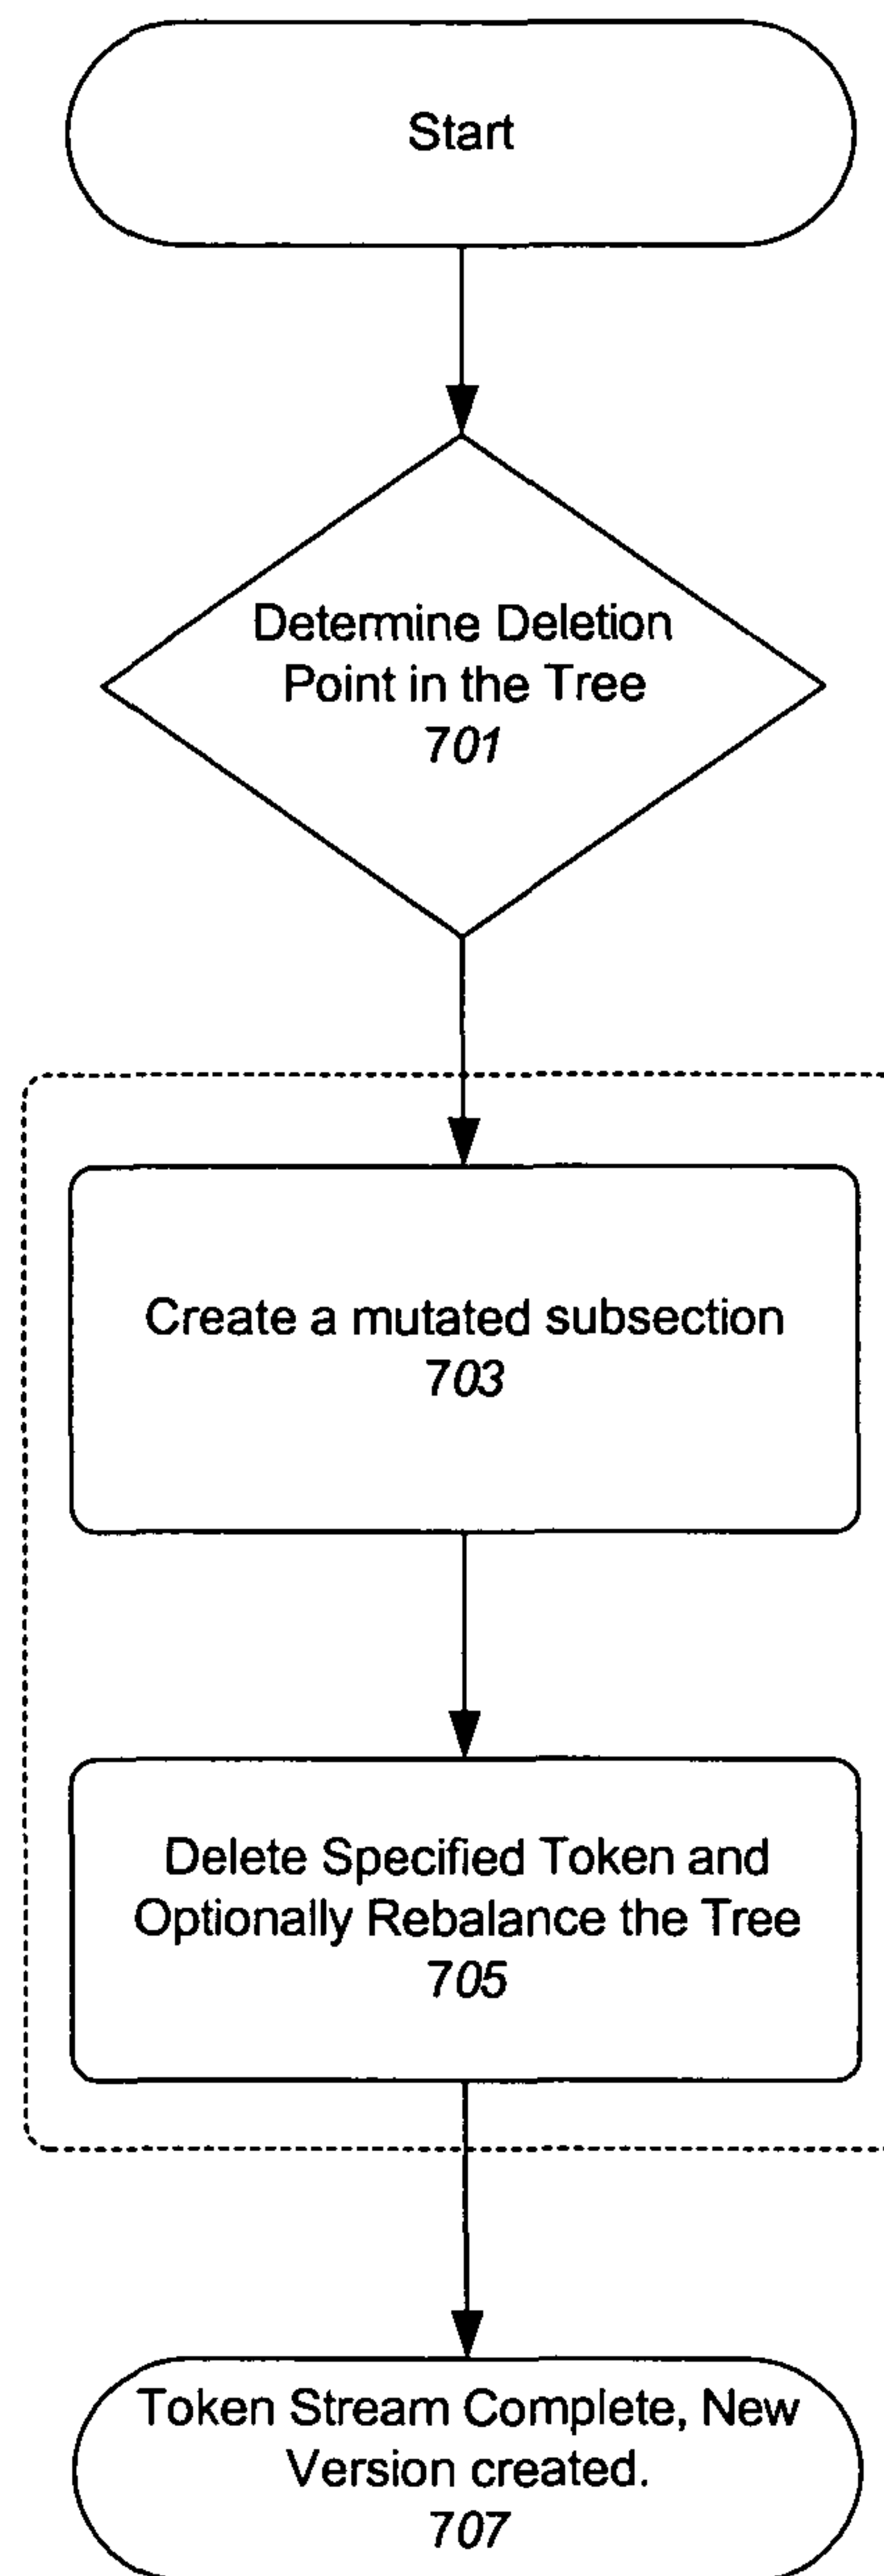 Start
Determine Deletion
Point in the Tree
701
Create a mutated subsection
703
Delete Specified Token and
Optionally Rebalance the Tree
705
Token Stream Complete, New
Version created.
707